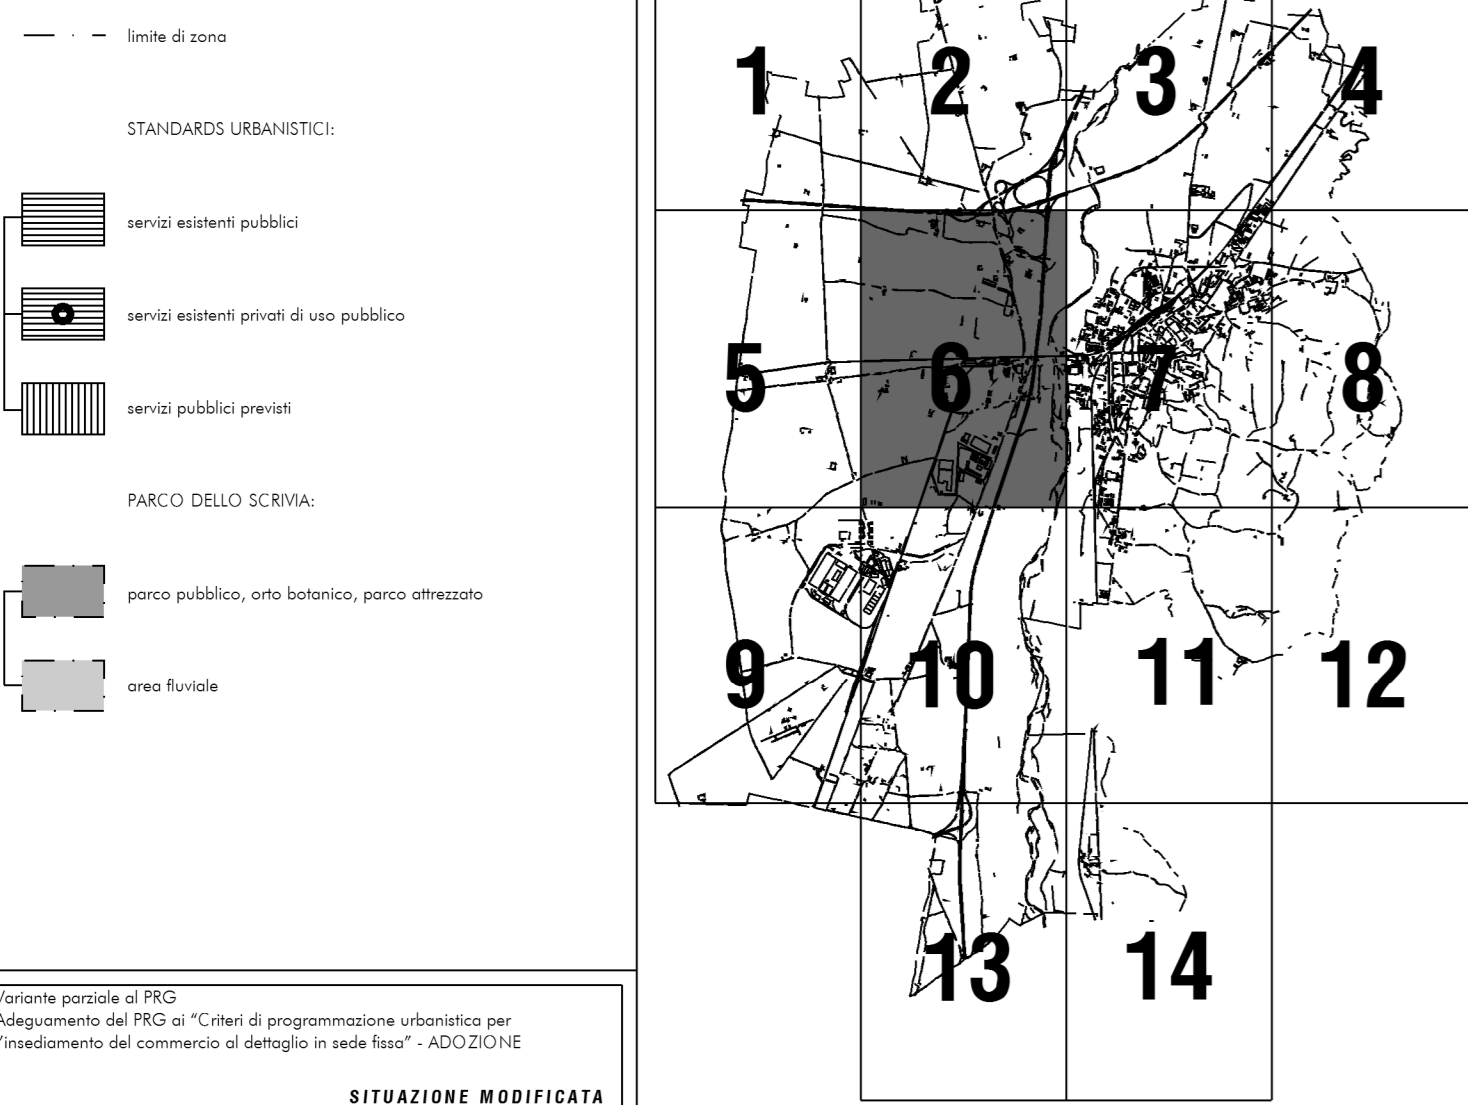 limite di zona
STANDARDS URBANISTICI:
servizi esistenti pubblici
servizi esistenti privati di uso pubblico
servizi pubblici previsti
PARCO DELLO SCRIVIA:
parco pubblico, orto botanico, parco attrezzato
area fluviale
Variante parziale al PRG
Adeguamento del PRG ai “Criteri di programmazione urbanistica per
l’insediamento del commercio al dettaglio in sede fissa” - ADOZIONE
SITUAZIONE MODIFICATA
1 2 3 4
5 6 7 8
9 10 11 12
13 14